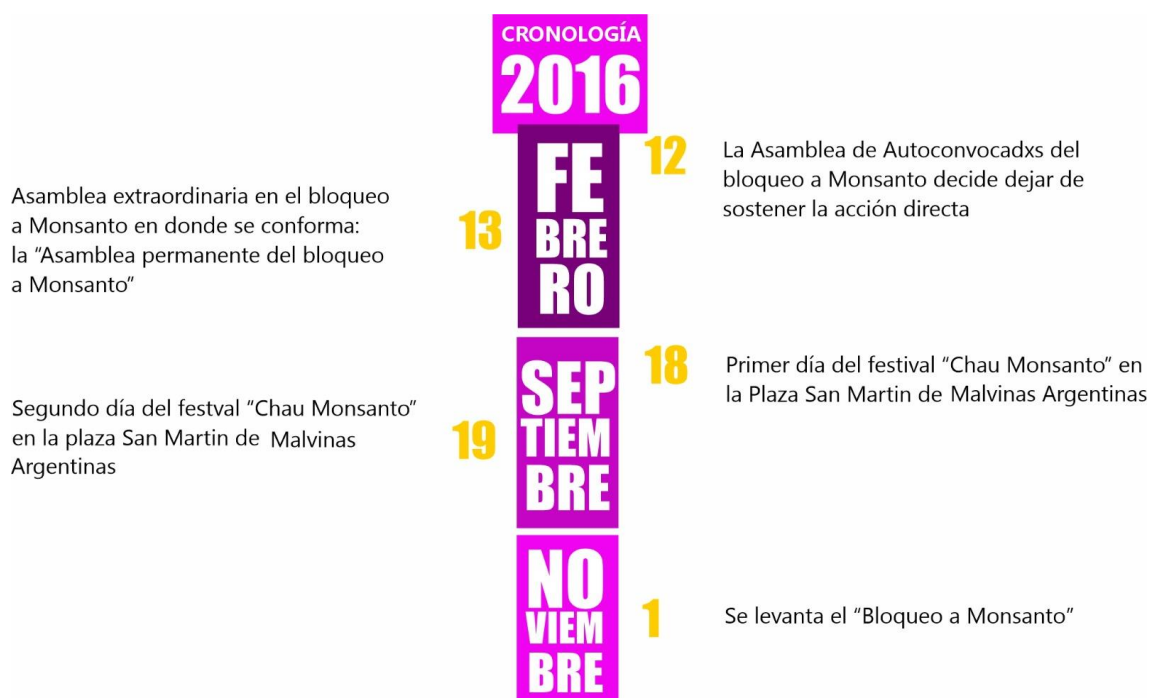 CRONOLOGÍA
2016
FE
BRE
RO
12
La Asamblea de Autoconvocadxs del
bloqueo a Monsanto decide dejar de
sostener la acción directa
13
Asamblea extraordinaria en el bloqueo
a Monsanto en donde se conforma:
la “Asamblea permanente del bloqueo
a Monsanto”
SEP
TIEM
BRE
18
Primer día del festival “Chau Monsanto” en
la Plaza San Martin de Malvinas Argentinas
19
Segundo día del festval “Chau Monsanto”
en la plaza San Martin de Malvinas
Argentinas
NO
VIEM
BRE
1
Se levanta el “Bloqueo a Monsanto”